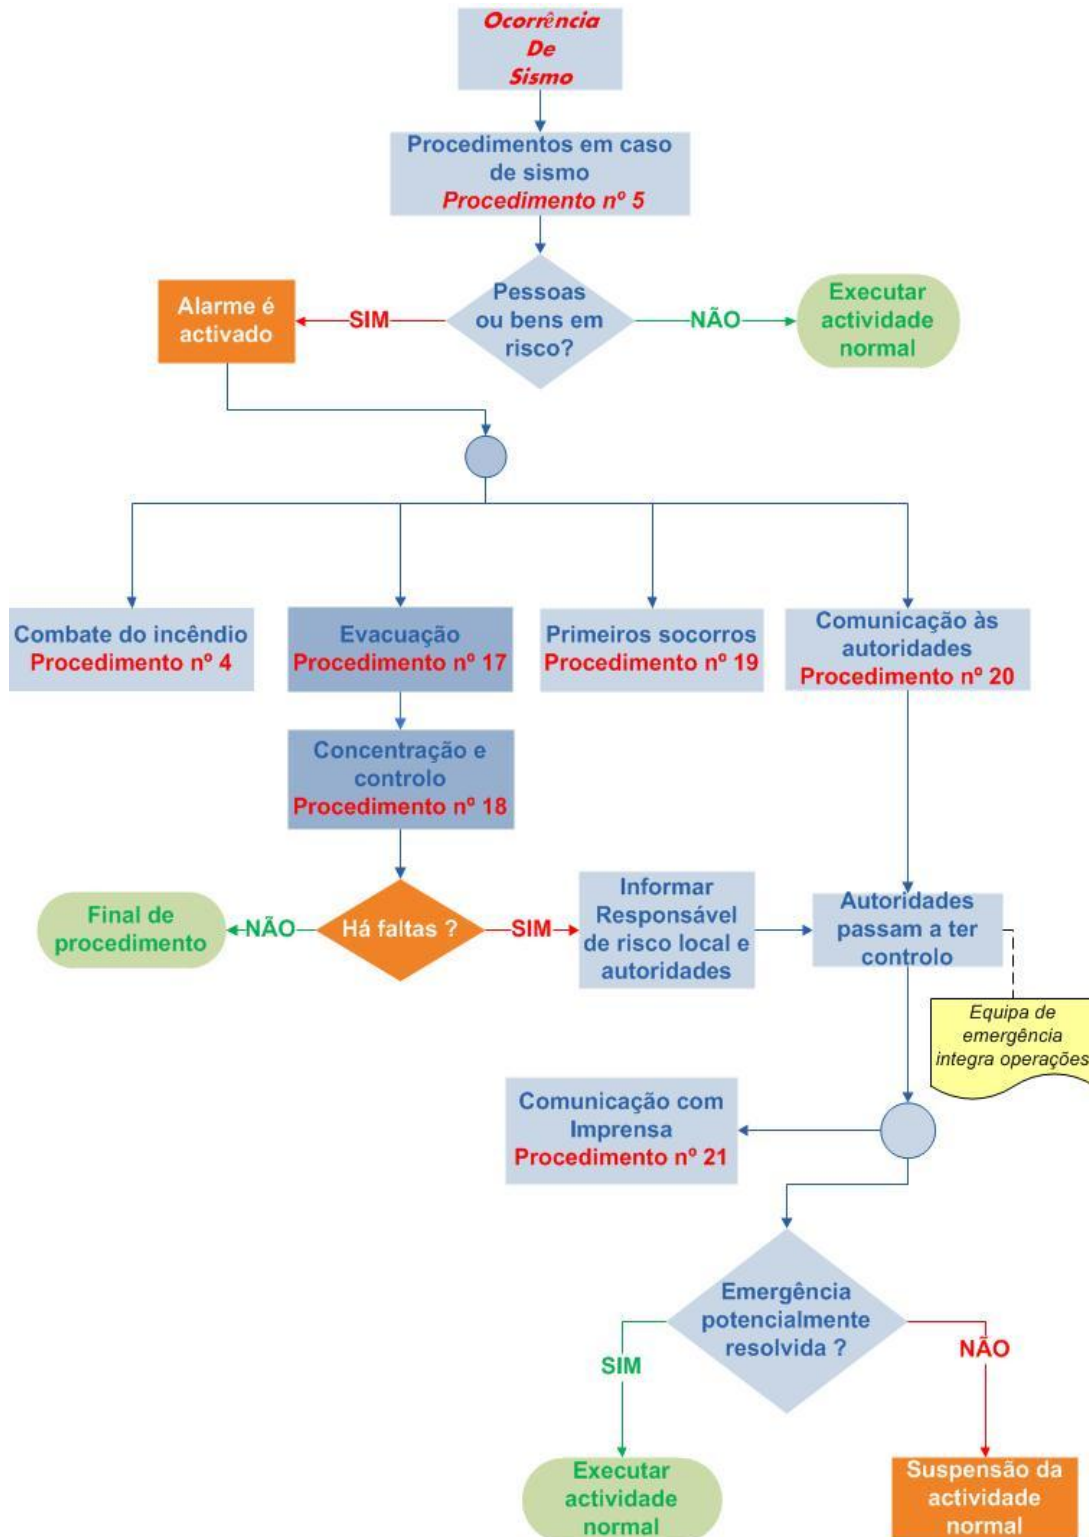 Ocorrência
De
Sismo
Procedimentos em caso
de sismo
Procedimento nº 5
Pessoas
ou bens em
risco?
SIM
Alarme é
activado
NÃO
Executar
actividade
normal
Combate do incêndio
Procedimento nº 4
Evacuação
Procedimento nº 17
Primeiros socorros
Procedimento nº 19
Comunicação às
autoridades
Procedimento nº 20
Concentração e
controlo
Procedimento nº 18
Há faltas ?
NÃO
Final de
procedimento
SIM
Informar
Responsável
de risco local e
autoridades
Autoridades
passam a ter
controlo
Equipa de
emergência
integra operações
Comunicação com
Imprensa
Procedimento nº 21
Emergência
potencialmente
resolvida ?
SIM
NÃO
Executar
actividade
normal
Suspensão da
actividade
normal